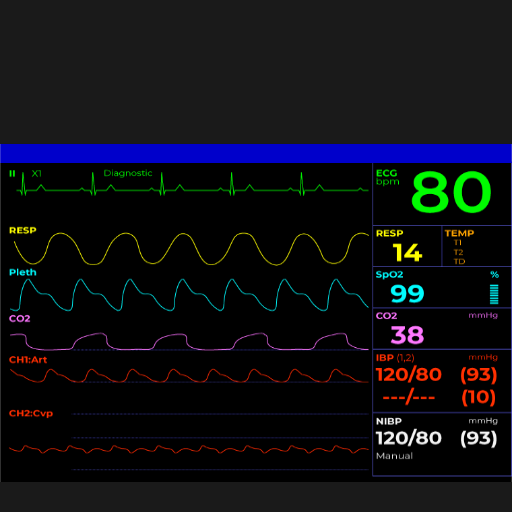 II X1 Diagnostic
RESP
Pleth
CO2
CH1:Art
CH2:Cvp
ECG
bpm
80
RESP
14
TEMP
T1
T2
TD
SpO2 %
99
CO2 mmHg
38
IBP (1,2) mmHg
120/80 (93)
---/--- (10)
NIBP mmHg
120/80 (93)
Manual